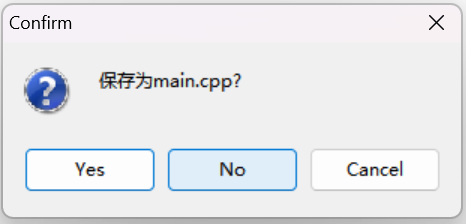 Confirm
保存为main.cpp?
Yes
No
Cancel